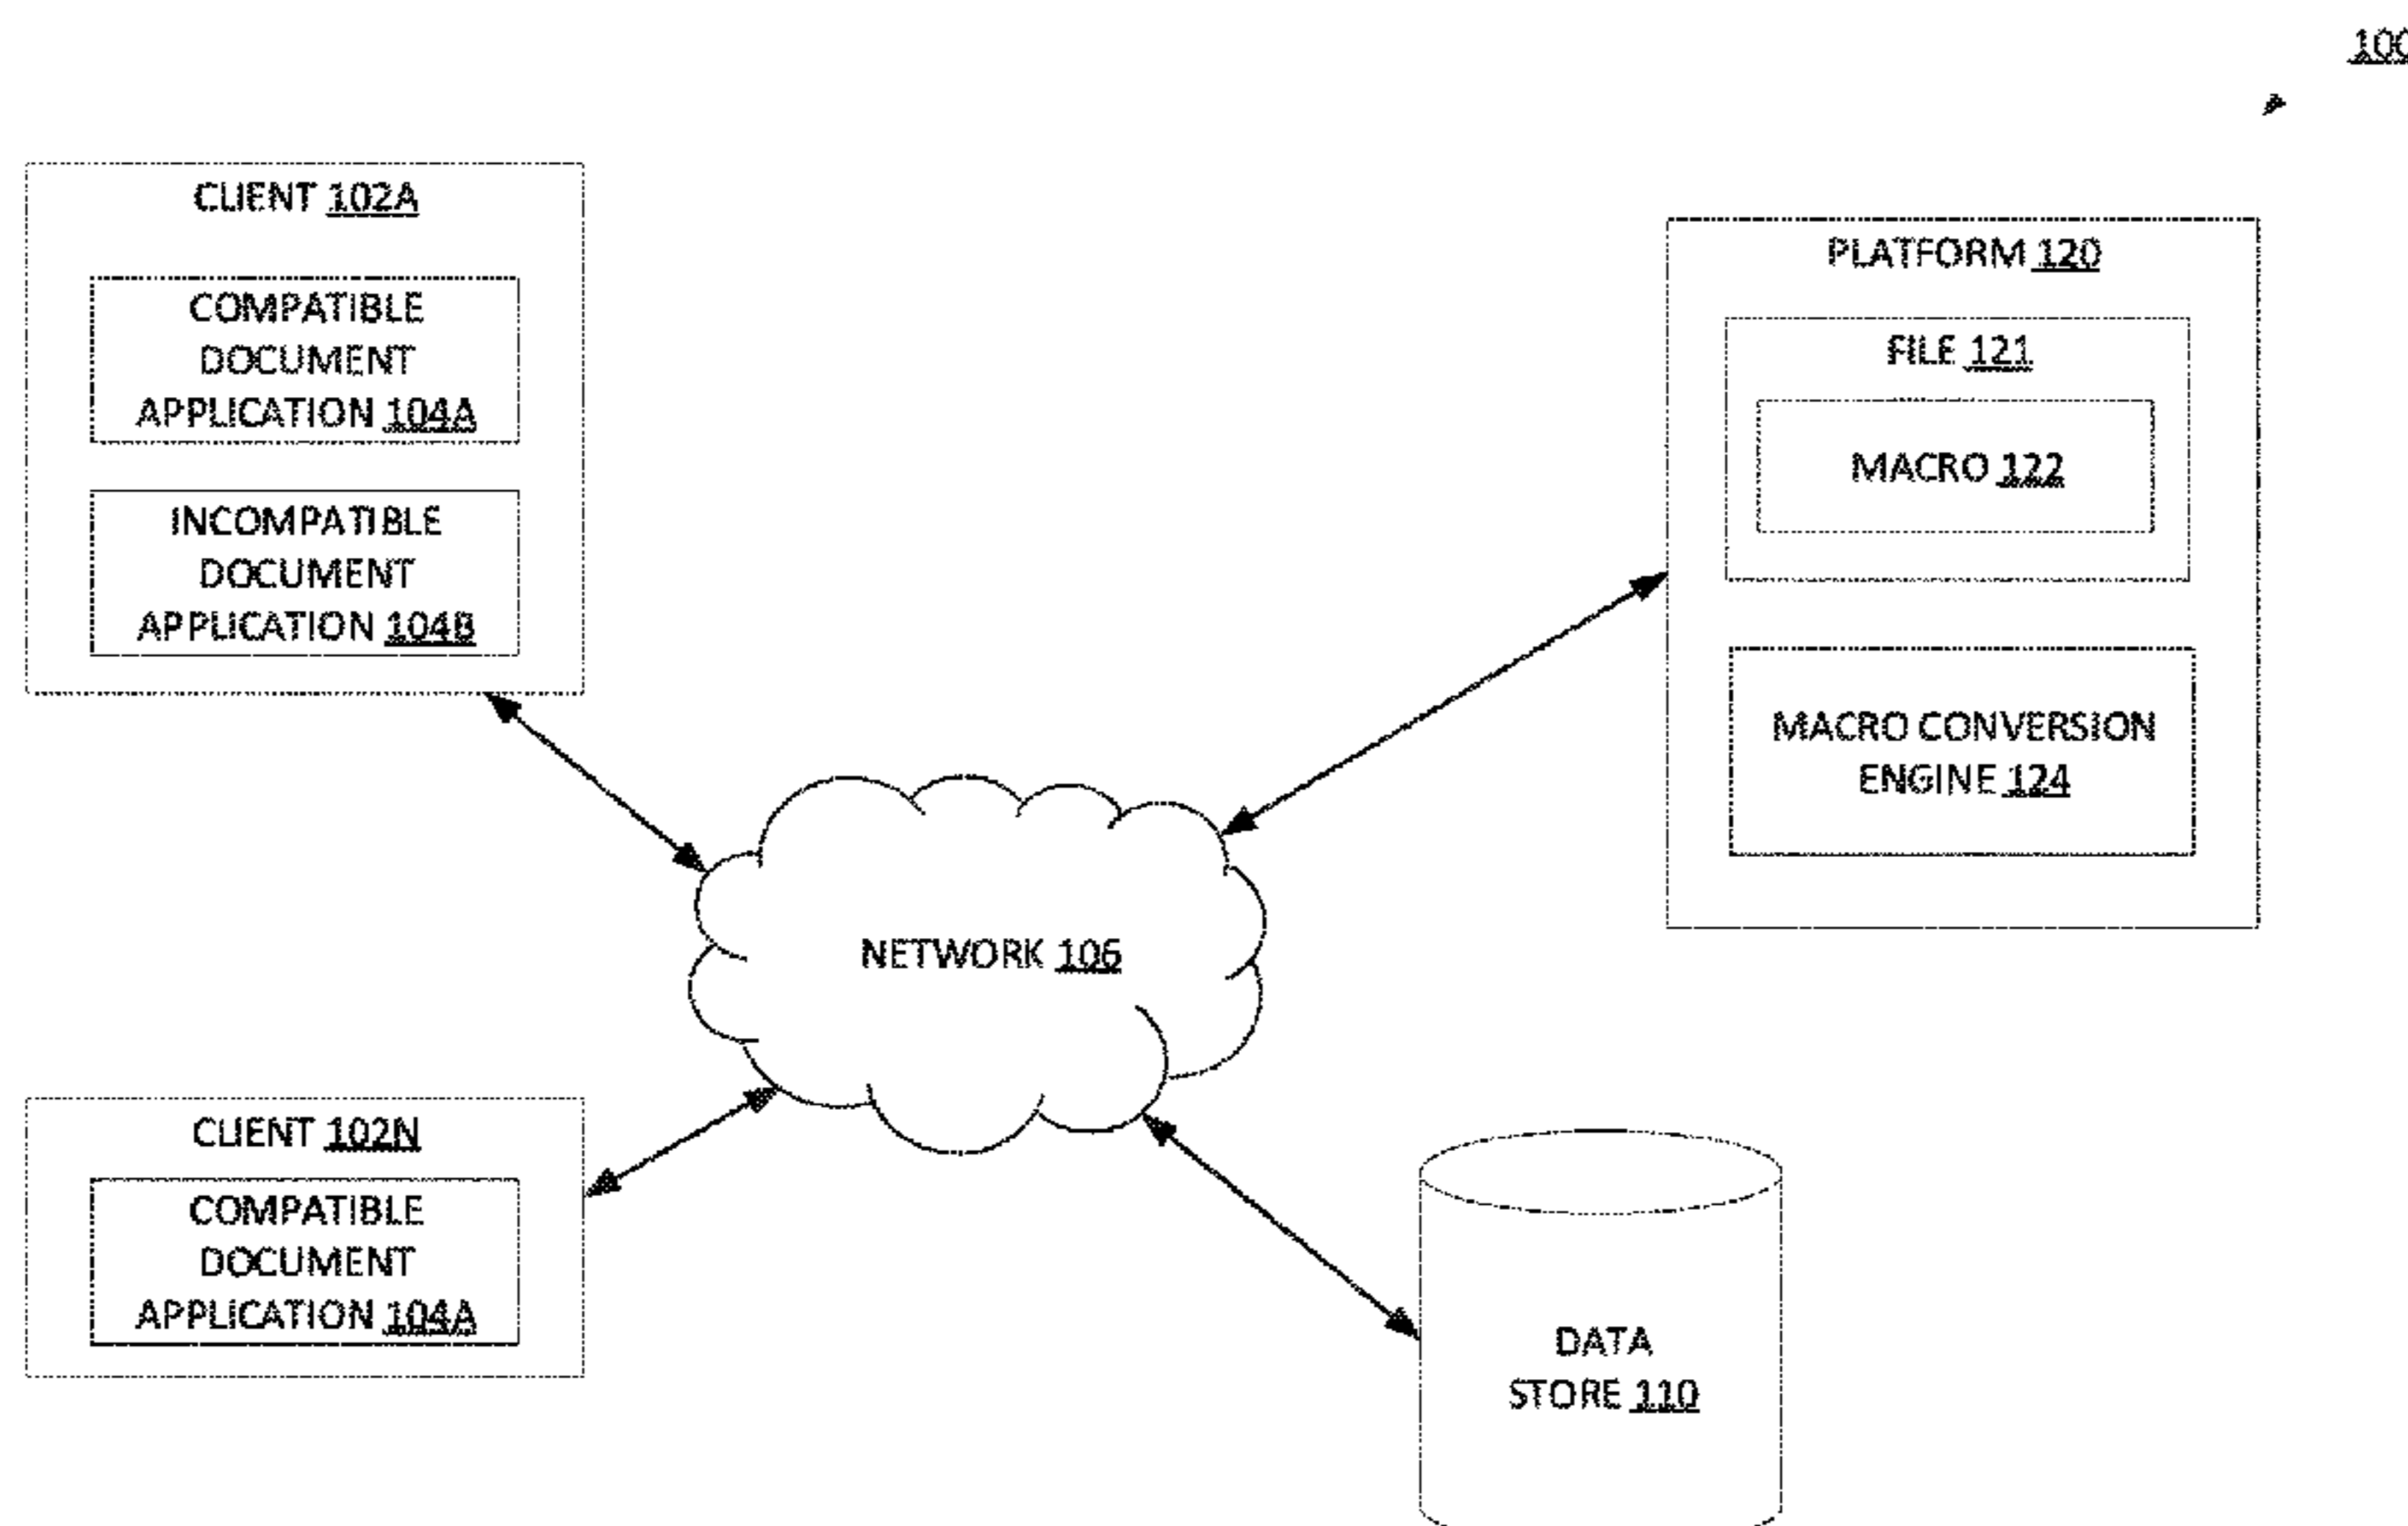 100
CLIENT 102A
COMPATIBLE
DOCUMENT
APPLICATION 104A
INCOMPATIBLE
DOCUMENT
APPLICATION 104B
PLATFORM 120
FILE 121
MACRO 122
MACRO CONVERSION
ENGINE 124
NETWORK 106
CLIENT 102N
COMPATIBLE
DOCUMENT
APPLICATION 104A
DATA
STORE 110